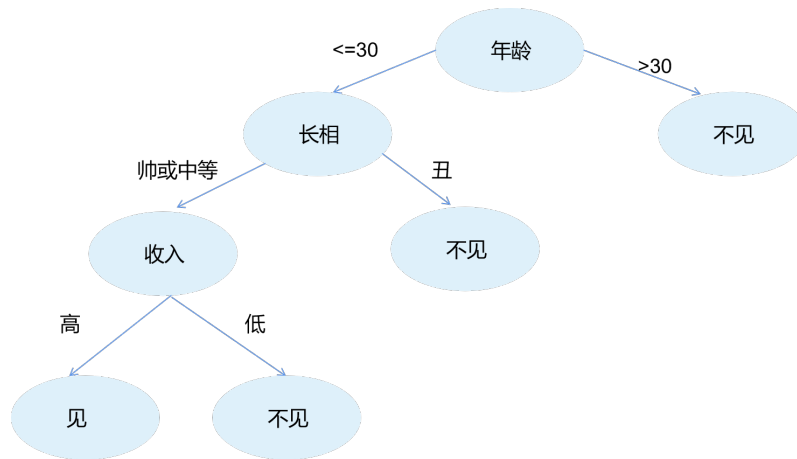 年龄
<=30
>30
长相
不见
帅或中等
丑
收入
不见
高
低
见
不见